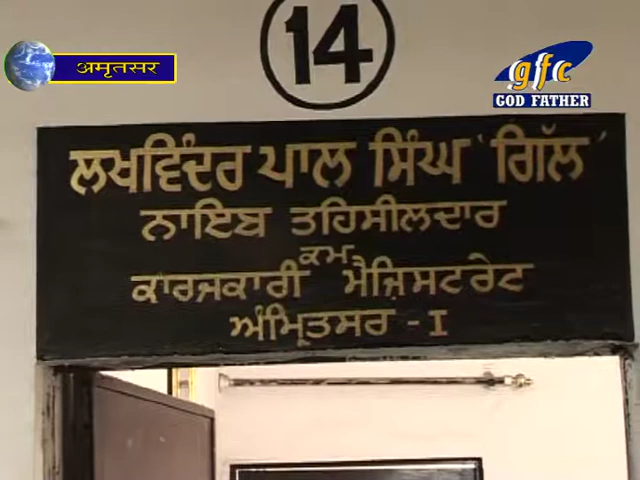 14
अमृतसर
gfc
GOD FATHER
ਲਖਵਿੰਦਰ ਪਾਲ ਸਿੰਘ 'ਗਿੱਲ'
ਨਾਇਬ ਤਹਿਸੀਲਦਾਰ
ਕਮ
ਕਾਰਜਕਾਰੀ ਮੈਜਿਸਟਰੇਟ
ਅੰਮ੍ਰਿਤਸਰ - I